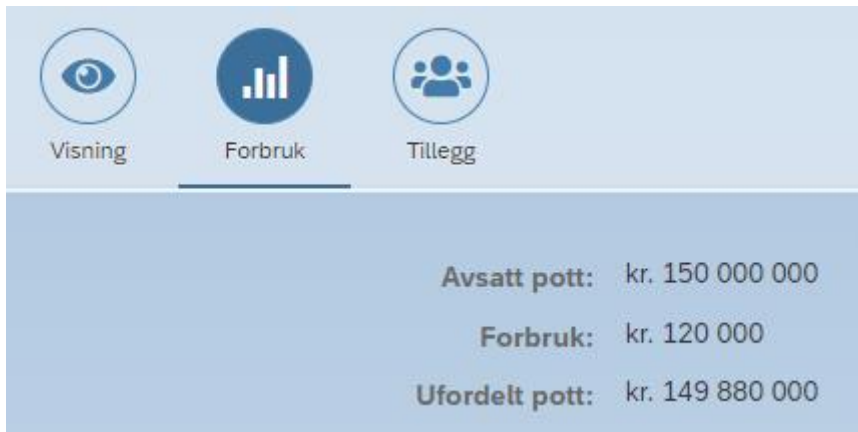 Visning Forbruk Tillegg
Avsatt pott: kr. 150 000 000
Forbruk: kr. 120 000
Ufordelt pott: kr. 149 880 000